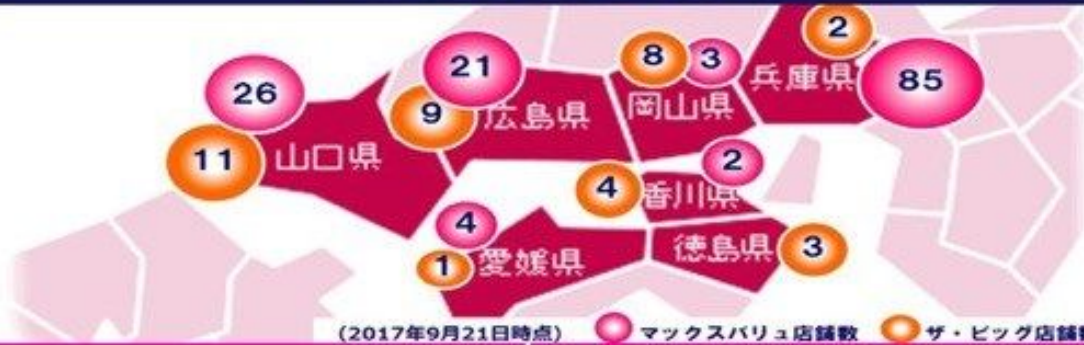 2
85
8
3
兵庫県
21
9
広島県
岡山県
26
11
山口県
2
4
香川県
4
1
愛媛県
徳島県
3
(2017年9月21日時点)
マックスバリュ店舗数
ザ・ビッグ店舗数